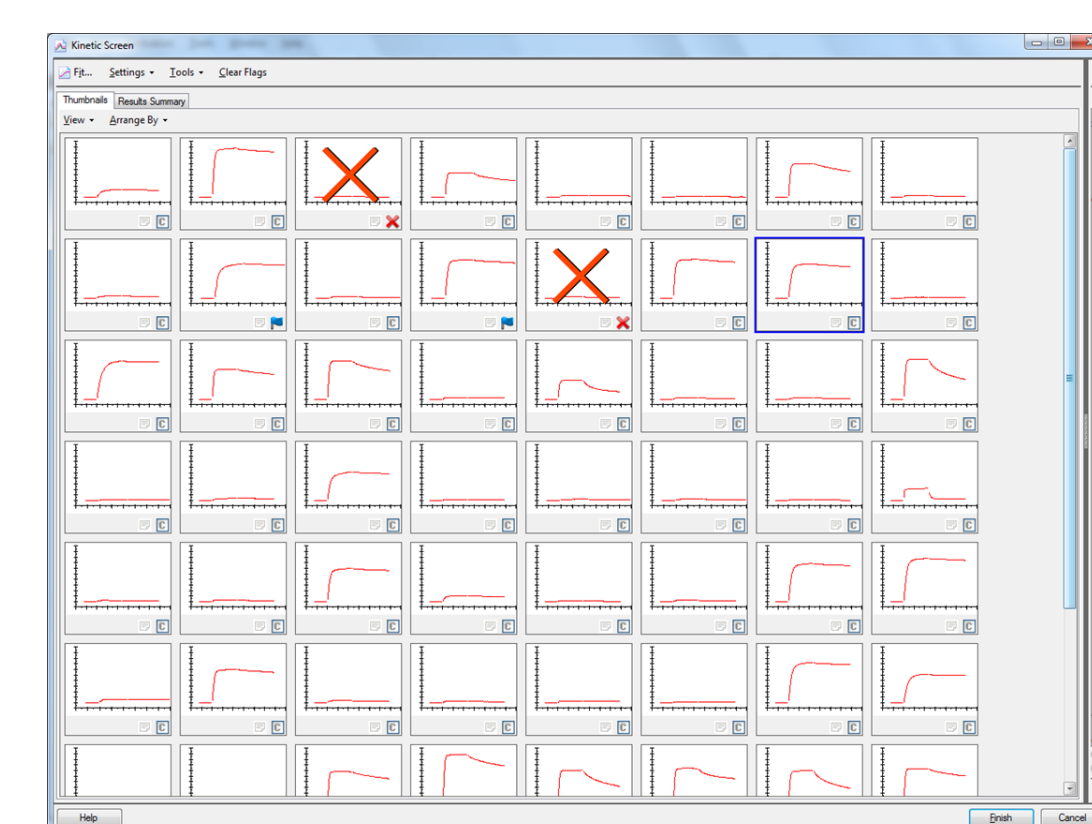 Kinetic Screen
Fit... Settings Tools Clear Flags
Thumbnails Results Summary
View Arrange By
C C C C C C C
C C C C C
C C C C C C C C
C C C C C C C C
C C C C C C C C
C C C C C C C C
Help Finish Cancel